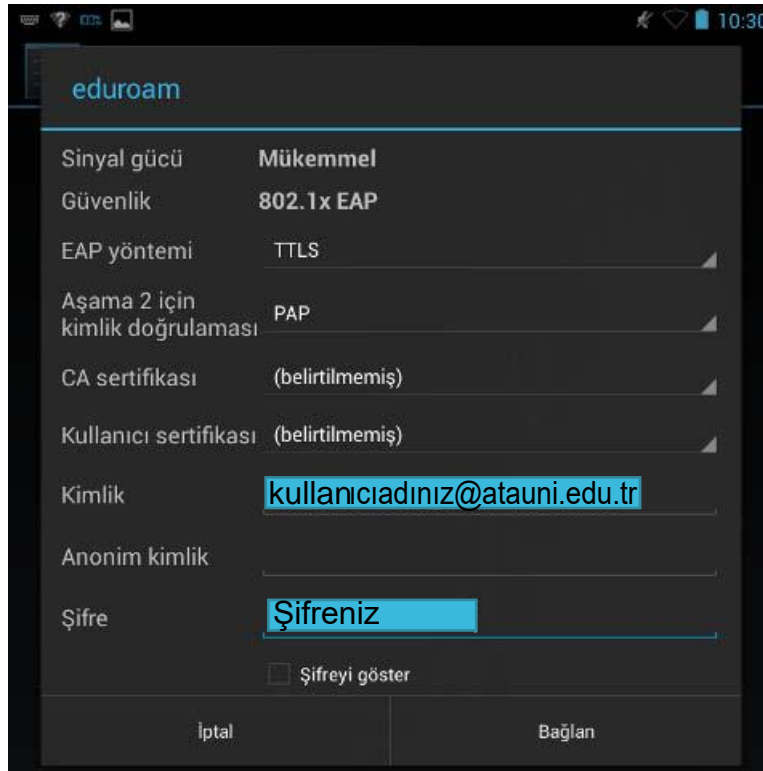 10:30
eduroam
Sinyal gücü Mükemmel
Güvenlik 802.1x EAP
EAP yöntemi TTLS
Aşama 2 için
kimlik doğrulaması PAP
CA sertifikası (belirtilmemiş)
Kullanıcı sertifikası (belirtilmemiş)
Kimlik kullanıcıadınız@atauni.edu.tr
Anonim kimlik
Şifre Şifreniz
Şifreyi göster
İptal Bağlan